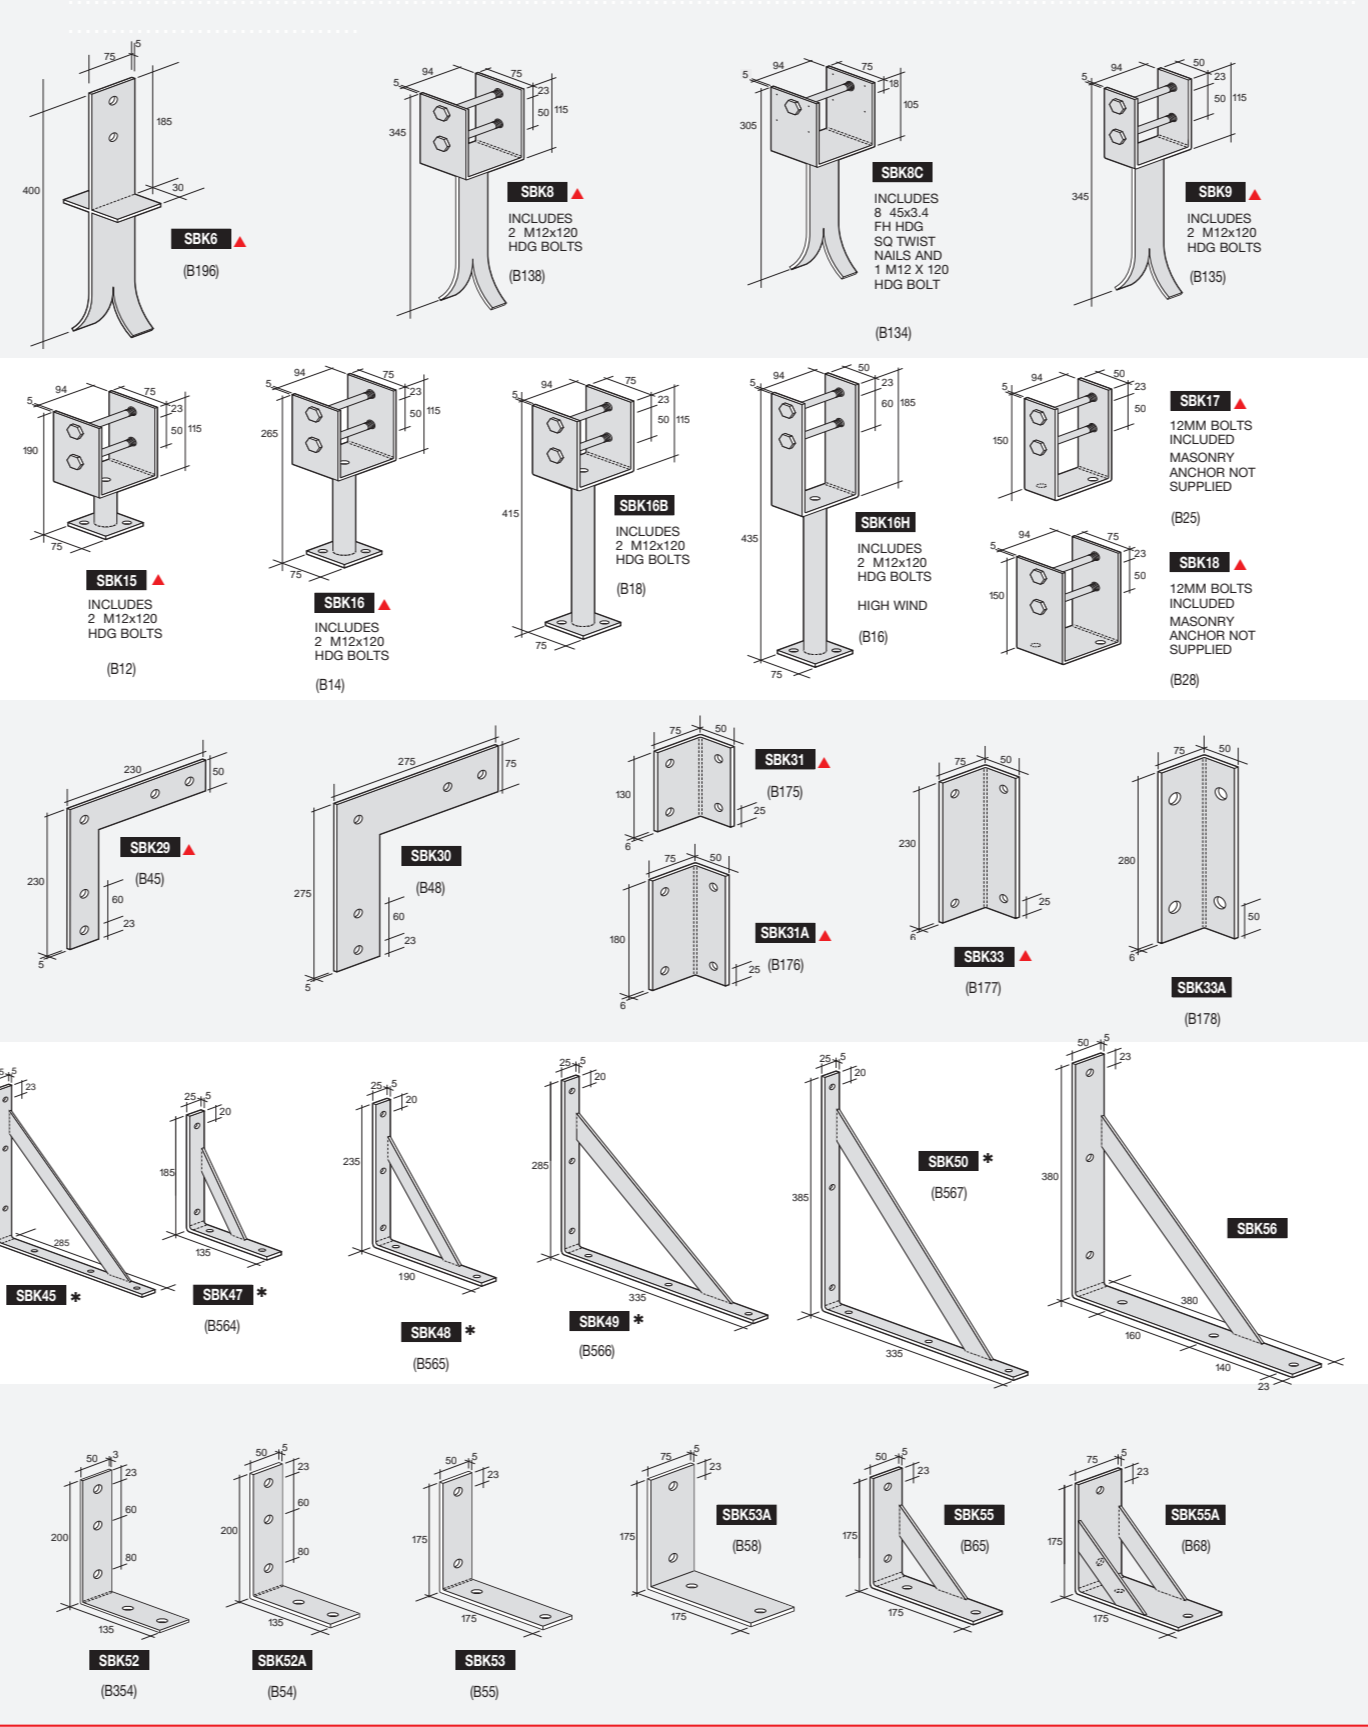 75
5
185
400
30
SBK6
(B196)
94
75
5
23
50
115
345
SBK8
INCLUDES
2 M12x120
HDG BOLTS
(B138)
94
75
5
18
105
305
SBK8C
INCLUDES
8 45x3.4
FH HDG
SQ TWIST
NAILS AND
1 M12 X 120
HDG BOLT
(B134)
94
50
5
23
50
115
345
SBK9
INCLUDES
2 M12x120
HDG BOLTS
(B135)
94
75
5
23
50
115
190
75
SBK15
INCLUDES
2 M12x120
HDG BOLTS
(B12)
94
75
5
23
50
115
265
75
SBK16
INCLUDES
2 M12x120
HDG BOLTS
(B14)
94
75
5
23
50
115
415
75
SBK16B
INCLUDES
2 M12x120
HDG BOLTS
(B18)
94
50
5
23
60
185
435
75
SBK16H
INCLUDES
2 M12x120
HDG BOLTS
HIGH WIND
(B16)
94
50
5
23
50
150
SBK17
12MM BOLTS
INCLUDED
MASONRY
ANCHOR NOT
SUPPLIED
(B25)
94
75
5
23
50
150
SBK18
12MM BOLTS
INCLUDED
MASONRY
ANCHOR NOT
SUPPLIED
(B28)
230
50
230
60
23
5
SBK29
(B45)
275
75
275
60
23
5
SBK30
(B48)
75
50
130
25
6
SBK31
(B175)
75
50
180
25
6
SBK31A
(B176)
75
50
230
25
6
SBK33
(B177)
75
50
280
50
6
SBK33A
(B178)
5
23
285
SBK45 *
25
5
20
185
135
SBK47 *
(B564)
25
5
20
235
190
SBK48 *
(B565)
25
5
20
285
335
SBK49 *
(B566)
25
5
20
385
335
SBK50 *
(B567)
50
5
23
380
380
160
140
23
SBK56
50
3
23
60
80
200
135
SBK52
(B354)
50
5
23
60
80
200
135
SBK52A
(B54)
50
5
23
175
175
SBK53
(B55)
75
5
23
175
175
SBK53A
(B58)
50
5
23
175
175
SBK55
(B65)
75
5
23
175
175
SBK55A
(B68)